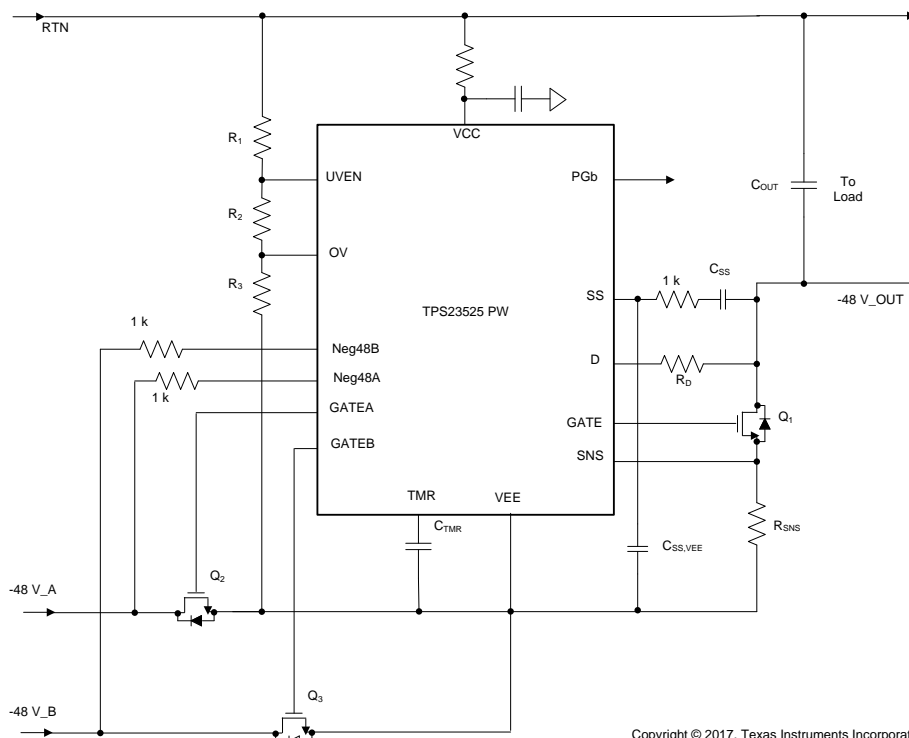 RTN
VCC
R1
UVEN
PGb
COUT
To
Load
R2
OV
R3
SS
1 k
CSS
-48 V_OUT
TPS23525 PW
1 k
Neg48B
D
RD
Neg48A
1 k
GATEA
GATE
Q1
GATEB
SNS
TMR
VEE
CTMR
RSNS
CSS,VEE
Q2
-48 V_A
Q3
-48 V_B
Copyright © 2017, Texas Instruments Incorporat